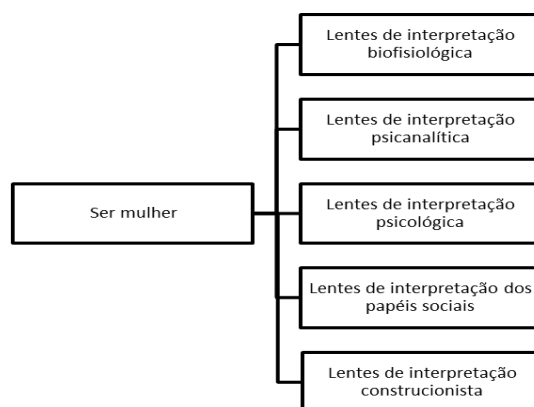 Lentes de interpretação
biofisiológica
Lentes de interpretação
psicanalítica
Ser mulher
Lentes de interpretação
psicológica
Lentes de interpretação dos
papéis sociais
Lentes de interpretação
construcionista